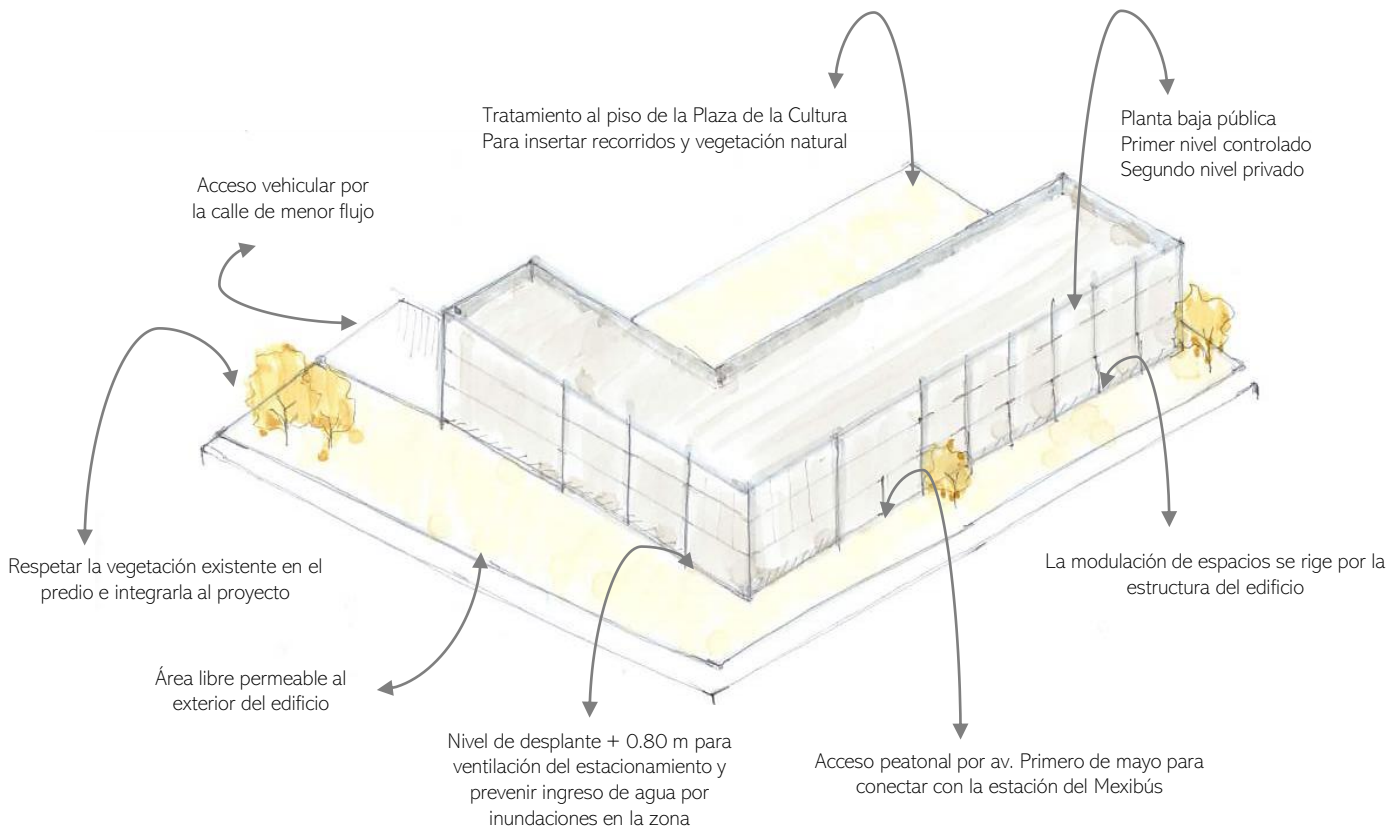 Tratamiento al piso de la Plaza de la Cultura
Para insertar recorridos y vegetación natural
Planta baja pública
Primer nivel controlado
Segundo nivel privado
Acceso vehicular por
la calle de menor flujo
Respetar la vegetación existente en el
predio e integrarla al proyecto
La modulación de espacios se rige por la
estructura del edificio
Área libre permeable al
exterior del edificio
Nivel de desplante + 0.80 m para
ventilación del estacionamiento y
prevenir ingreso de agua por
inundaciones en la zona
Acceso peatonal por av. Primero de mayo para
conectar con la estación del Mexibús